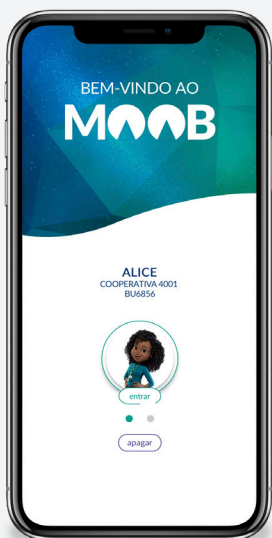 BEM-VINDO AO
MOOB
ALICE
COOPERATIVA 4001
BU6856
entrar
apagar